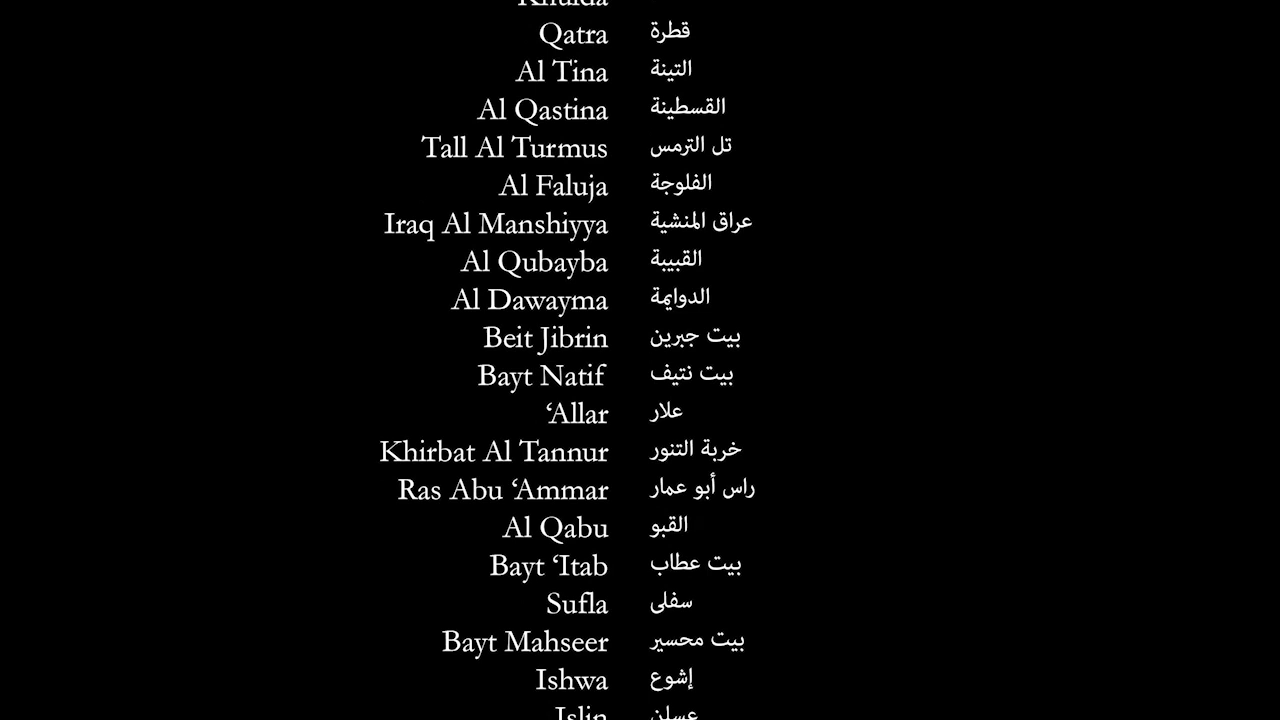 Khulda
Qatra قطرة
Al Tina التينة
Al Qastina القسطينة
Tall Al Turmus تل الترمس
Al Faluja الفلوجة
Iraq Al Manshiyya عراق المنشية
Al Qubayba القبيبة
Al Dawayma الدوايمة
Beit Jibrin بيت جبرين
Bayt Natif بيت نتيف
‘Allar علار
Khirbat Al Tannur خربة التنور
Ras Abu ‘Ammar راس أبو عمار
Al Qabu القبو
Bayt ‘Itab بيت عطاب
Sufla سفلى
Bayt Mahseer بيت محسير
Ishwa إشوع
Islin عسلن